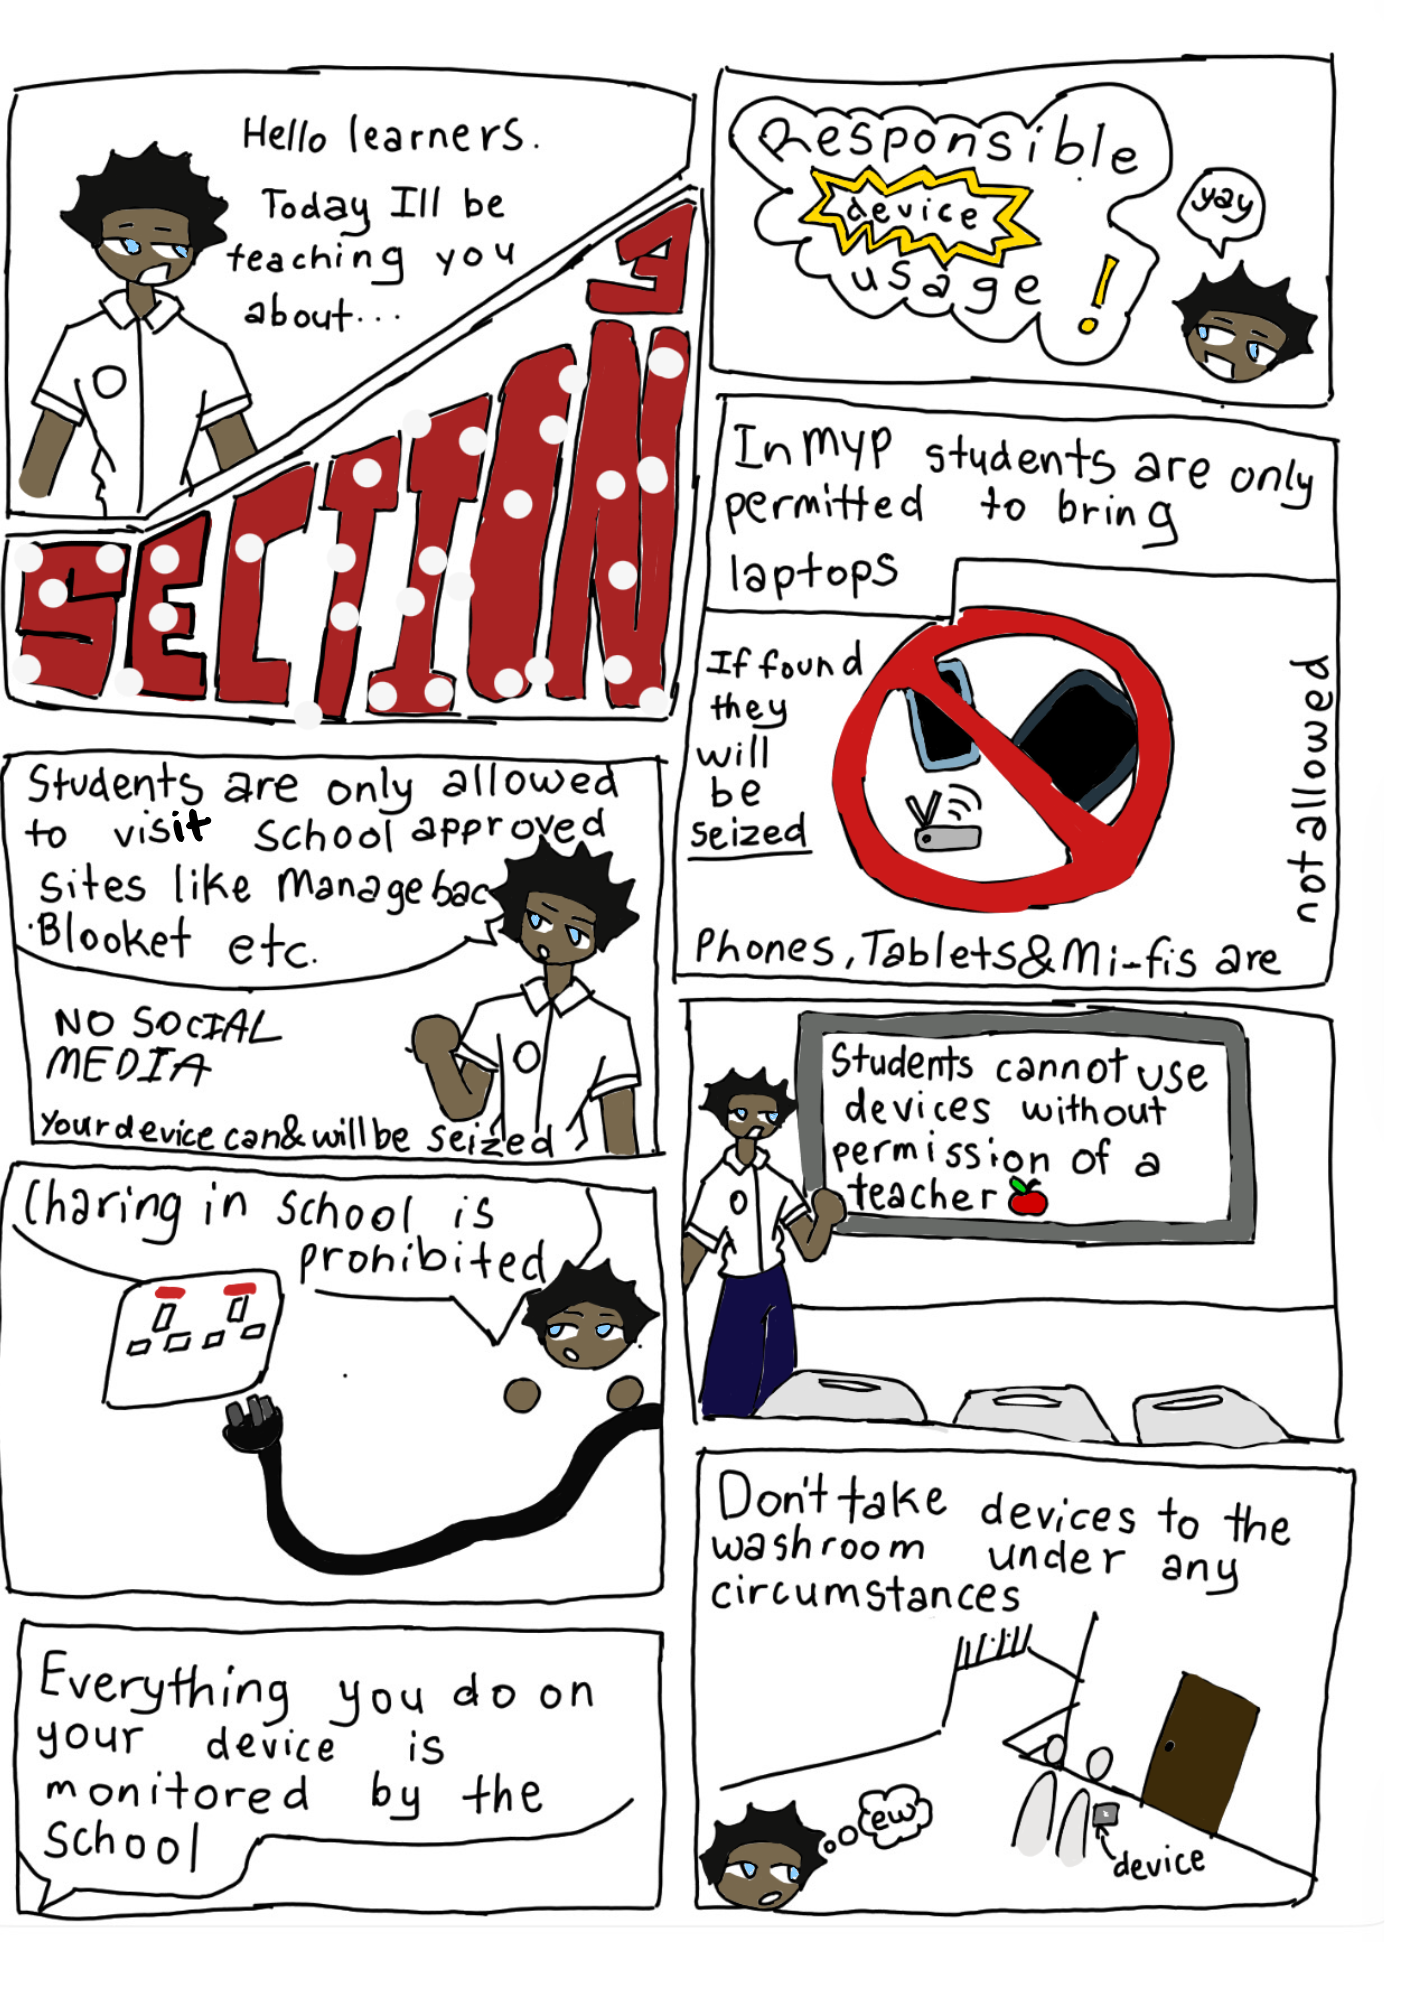 Hello learners.
Today Ill be
teaching you
about...
SECTION 3
Responsible
device
usage !
yay
In MYP students are only
permitted to bring
laptops
If found
they
will
be
seized
Phones, Tablets & Mi-fis are
not allowed
Students are only allowed
to visit school approved
sites like managebac
Blooket etc.
NO SOCIAL
MEDIA
Your device can & will be seized
Students cannot use
devices without
permission of a
teacher
Charing in school is
prohibited
Don't take devices to the
washroom under any
circumstances
ew
device
Everything you do on
your device is
monitored by the
school